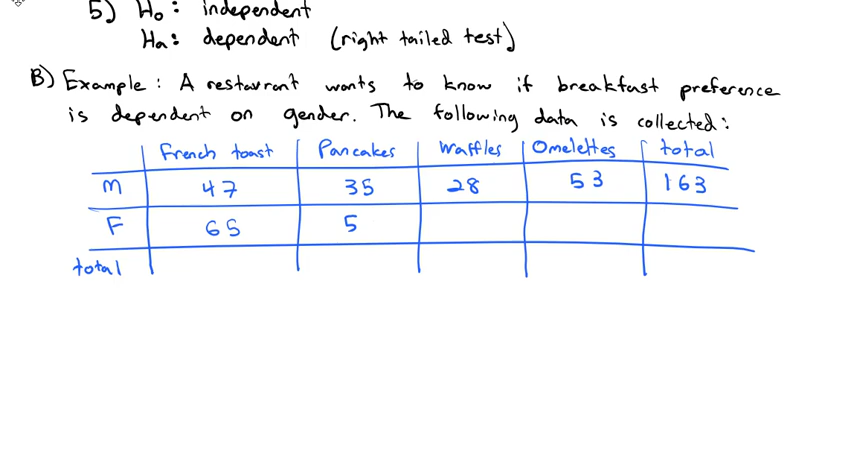 5) Ho: independent
Ha: dependent (right tailed test)
B) Example: A restaurant wants to know if breakfast preference
is dependent on gender. The following data is collected:
French toast Pancakes Waffles Omelettes total
M 47 35 28 53 163
F 65 5
total